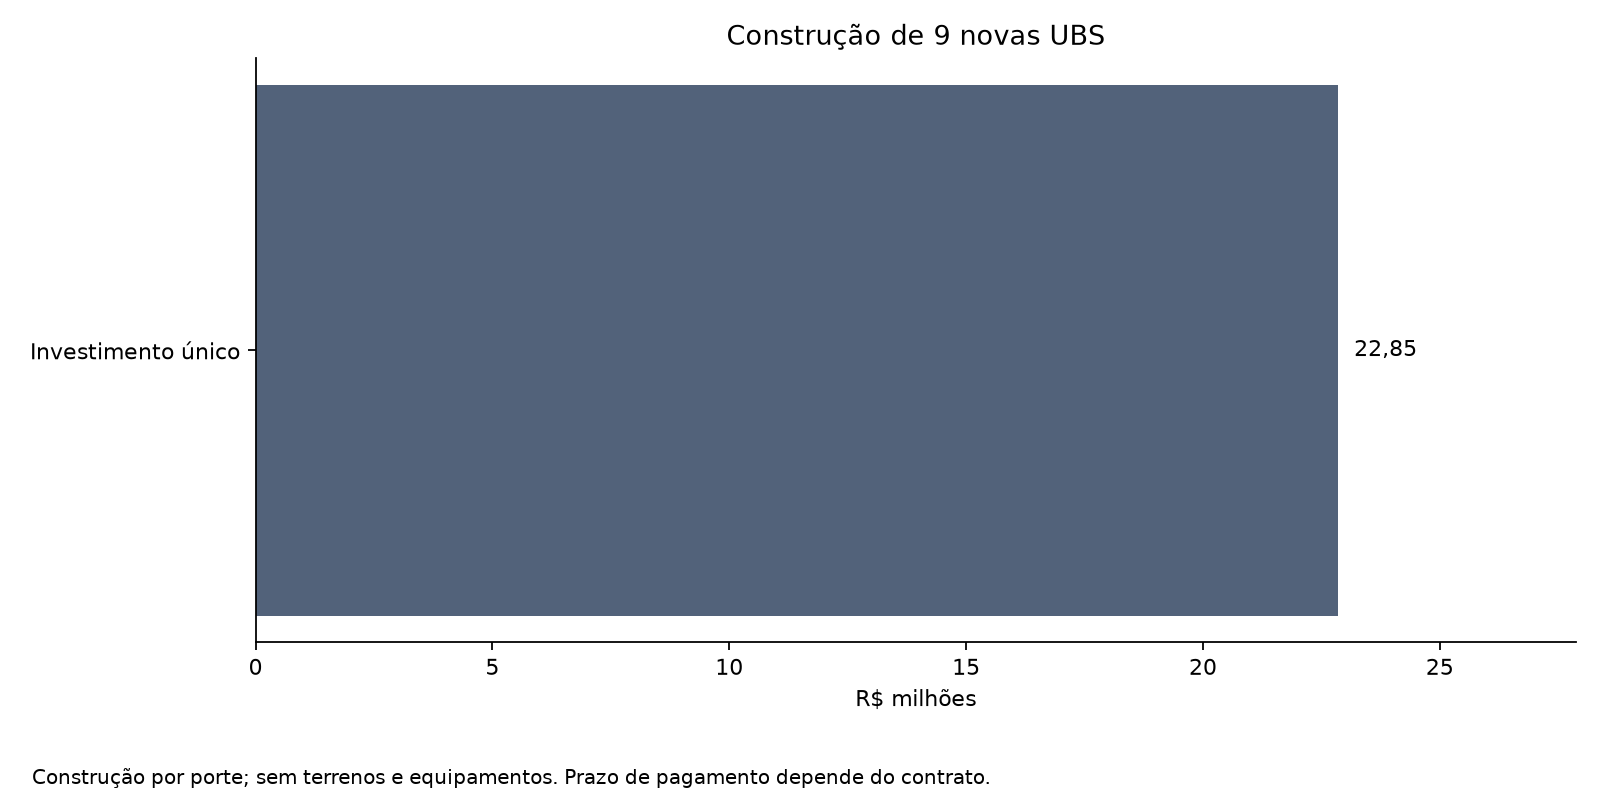 Construção de 9 novas UBS
Investimento único
22,85
0 5 10 15 20 25
R$ milhões
Construção por porte; sem terrenos e equipamentos. Prazo de pagamento depende do contrato.